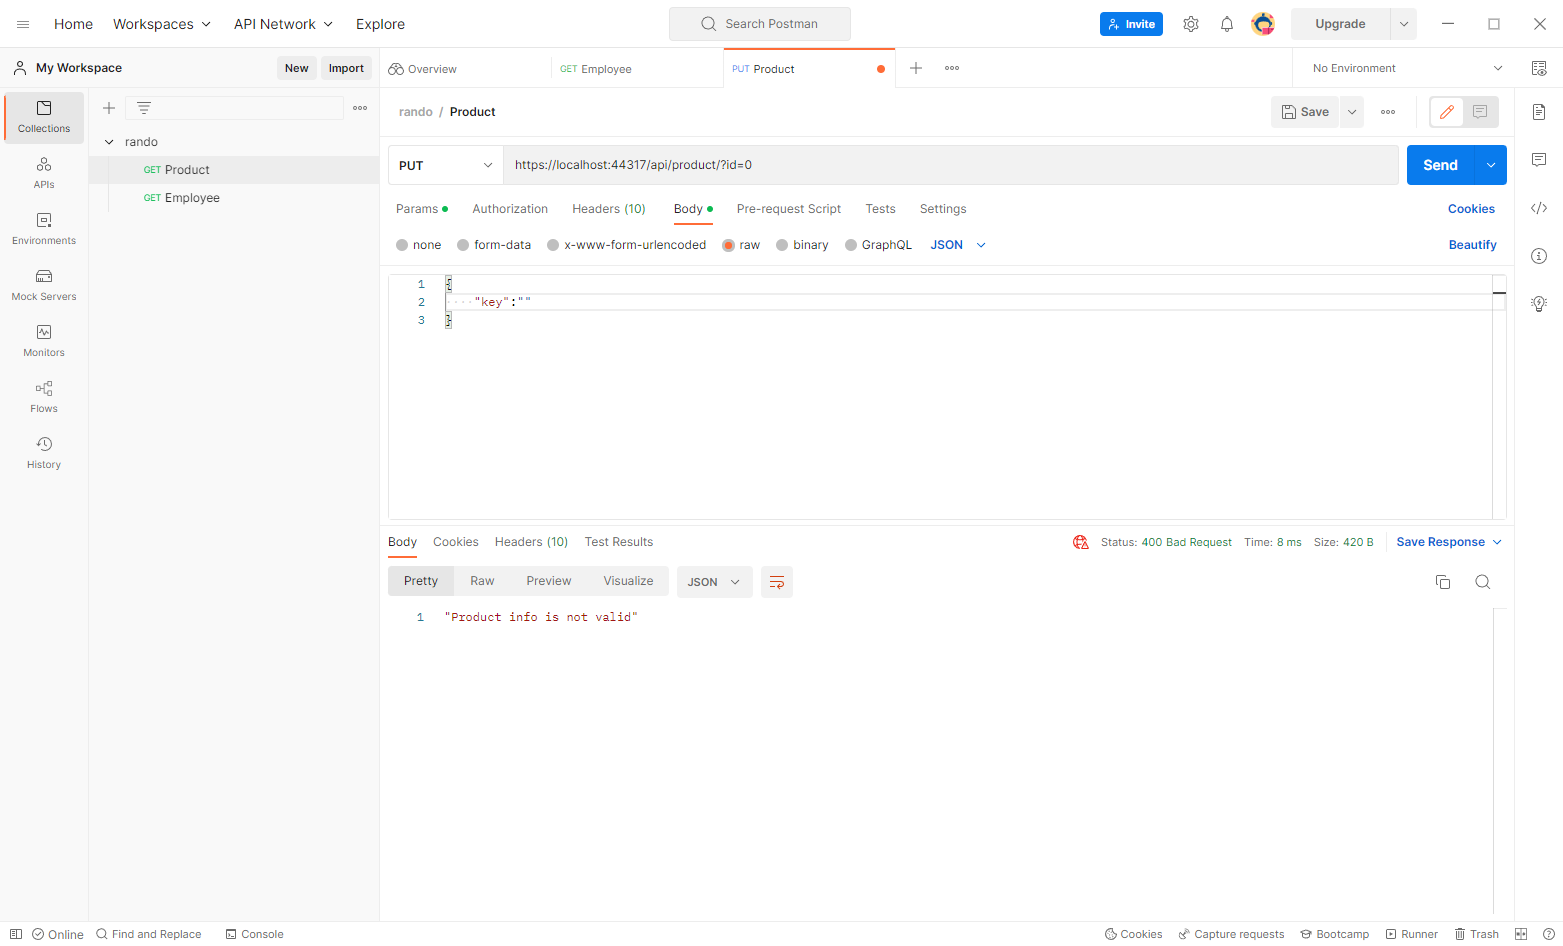 Home Workspaces API Network Explore Search Postman Invite Upgrade
My Workspace New Import Overview GET Employee PUT Product No Environment
Collections
APIs
Environments
Mock Servers
Monitors
Flows
History
rando
GET Product
GET Employee
rando / Product Save
PUT https://localhost:44317/api/product/?id=0 Send
Params Authorization Headers (10) Body Pre-request Script Tests Settings Cookies
none form-data x-www-form-urlencoded raw binary GraphQL JSON Beautify
1 {
2 "key":""
3 }
Body Cookies Headers (10) Test Results Status: 400 Bad Request Time: 8 ms Size: 420 B Save Response
Pretty Raw Preview Visualize JSON
1 "Product info is not valid"
Online Find and Replace Console Cookies Capture requests Bootcamp Runner Trash